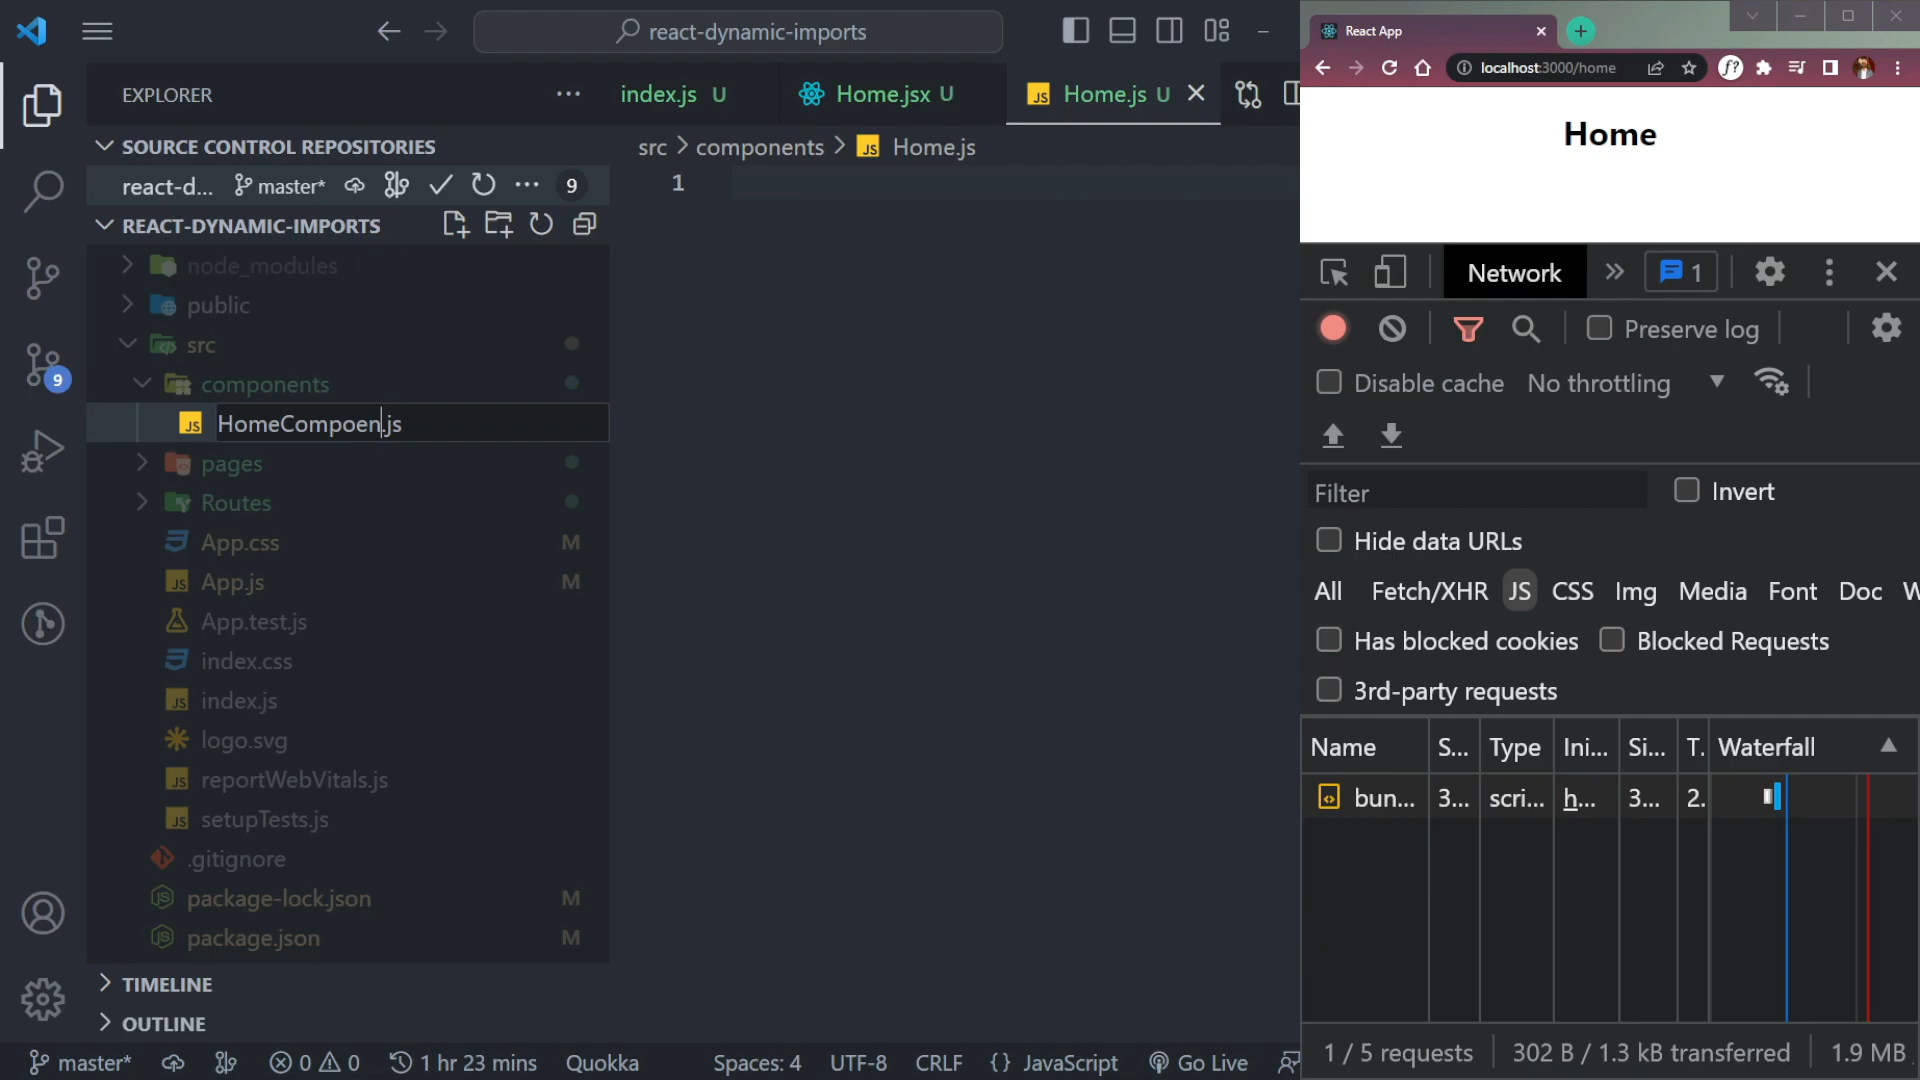 react-dynamic-imports
EXPLORER
SOURCE CONTROL REPOSITORIES
react-d... master* 9
REACT-DYNAMIC-IMPORTS
node_modules
public
src
components
HomeCompoen.js
pages
Routes
App.css M
App.js M
App.test.js
index.css
index.js
logo.svg
reportWebVitals.js
setupTests.js
.gitignore
package-lock.json M
package.json M
TIMELINE
OUTLINE
9
index.js U
Home.jsx U
JS Home.js U
src > components > JS Home.js
1
master* 0 0 1 hr 23 mins Quokka Spaces: 4 UTF-8 CRLF {} JavaScript Go Live
React App
localhost:3000/home
f?
Home
Network 1
Preserve log
Disable cache No throttling
Filter Invert
Hide data URLs
All Fetch/XHR JS CSS Img Media Font Doc W
Has blocked cookies Blocked Requests
3rd-party requests
Name S... Type Ini... Si... T. Waterfall
bun... 3... scri... h... 3... 2.
1 / 5 requests 302 B / 1.3 kB transferred 1.9 MB